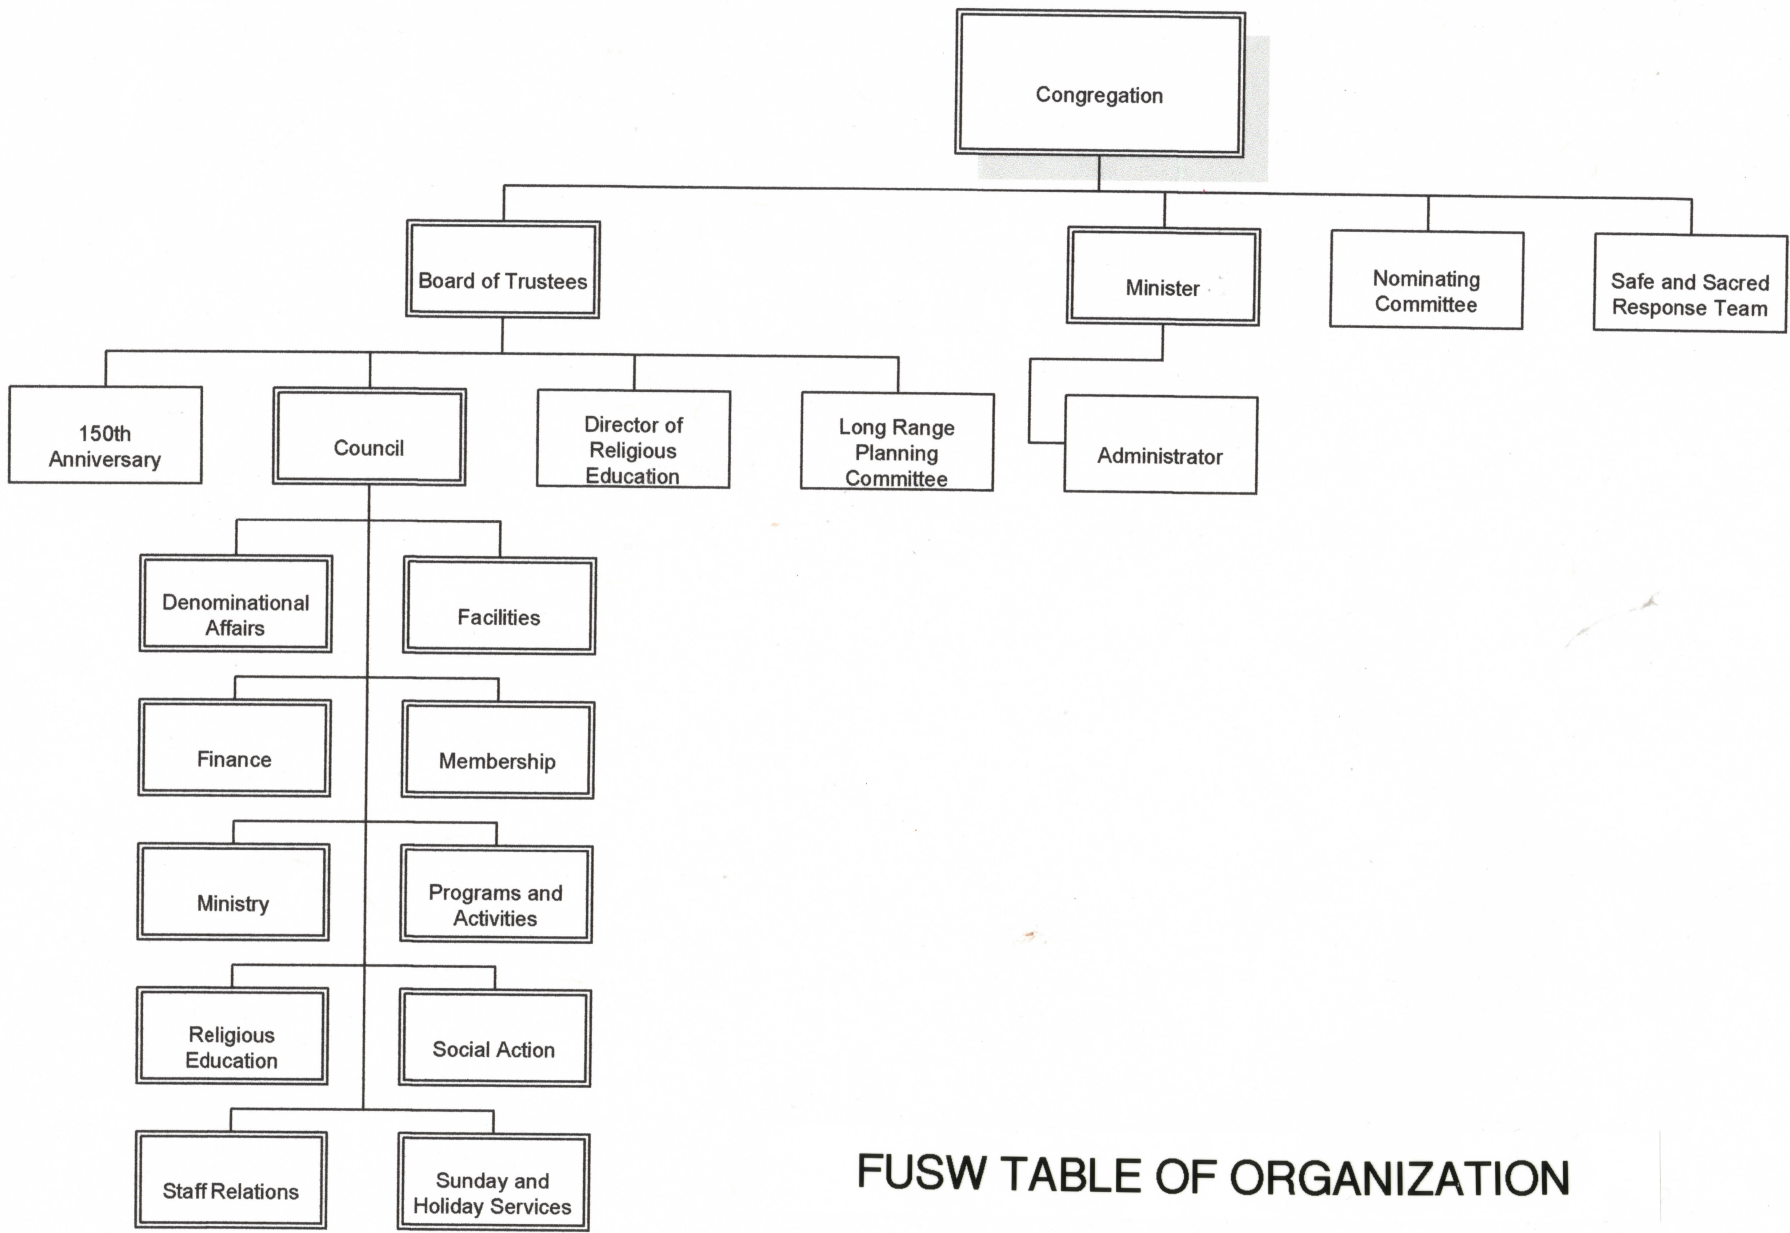 Congregation
Board of Trustees
Minister
Nominating
Committee
Safe and Sacred
Response Team
150th
Anniversary
Council
Director of
Religious
Education
Long Range
Planning
Committee
Administrator
Denominational
Affairs
Facilities
Finance
Membership
Ministry
Programs and
Activities
Religious
Education
Social Action
Staff Relations
Sunday and
Holiday Services
FUSW TABLE OF ORGANIZATION